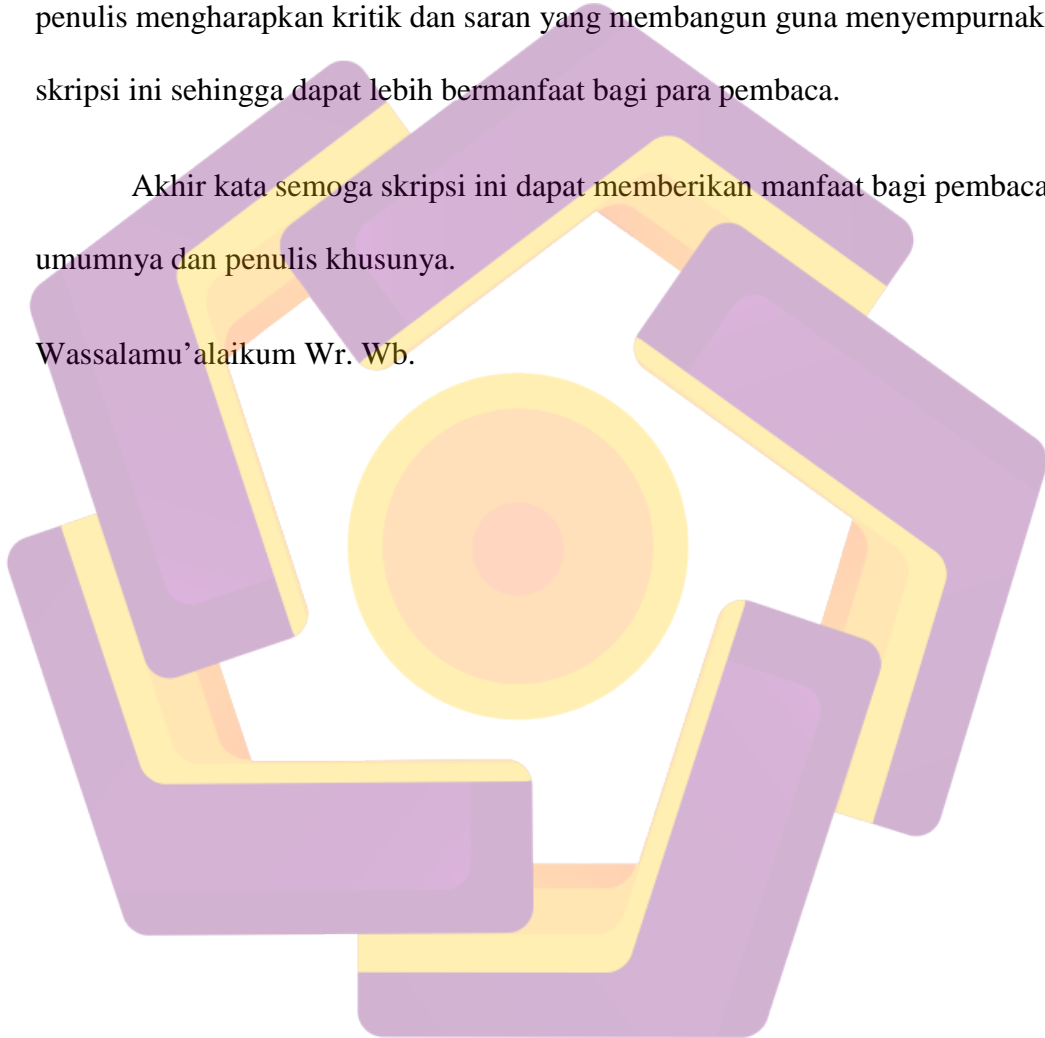 penulis mengharapkan kritik dan saran yang membangun guna menyempurnak
skripsi ini sehingga dapat lebih bermanfaat bagi para pembaca.
Akhir kata semoga skripsi ini dapat memberikan manfaat bagi pembaca
umumnya dan penulis khusunya.
Wassalamu’alaikum Wr. Wb.